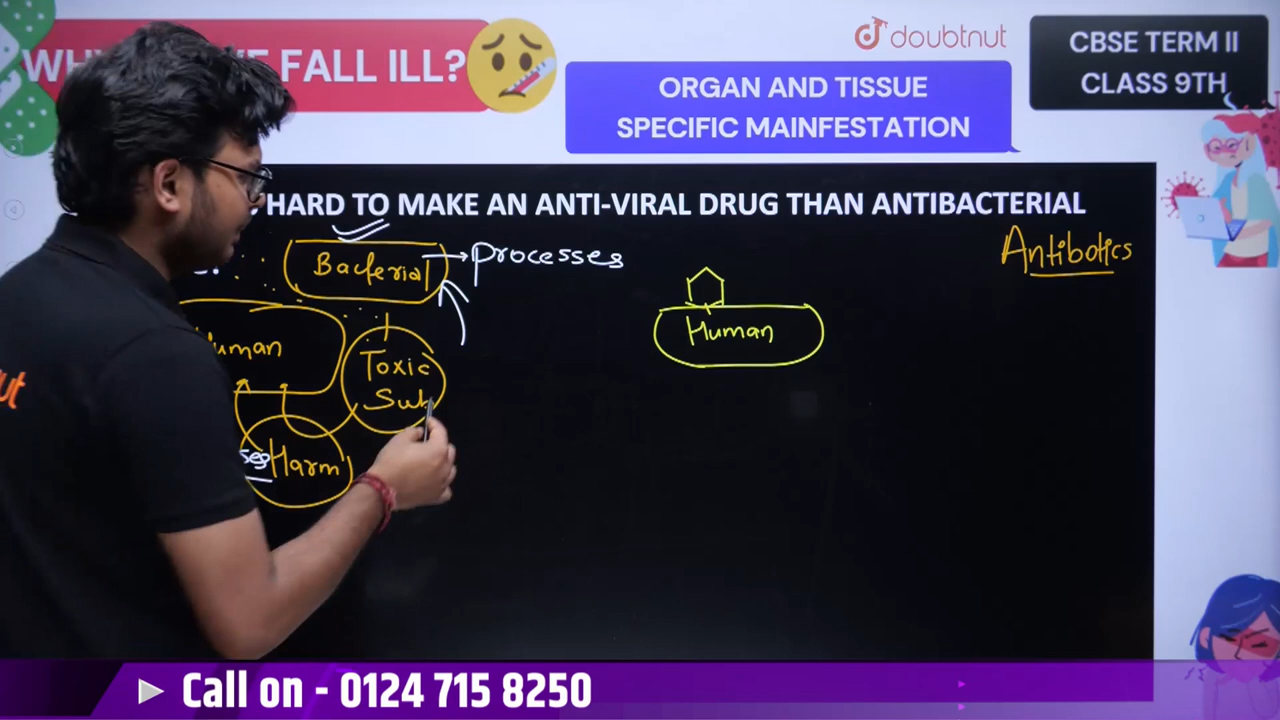 FALL ILL?
doubtnut
CBSE TERM II
CLASS 9TH
ORGAN AND TISSUE
SPECIFIC MAINFESTATION
HARD TO MAKE AN ANTI-VIRAL DRUG THAN ANTIBACTERIAL
Antibotics
Bacterial
processes
Human
Toxic
Sub
Human
Harm
Call on - 0124 715 8250